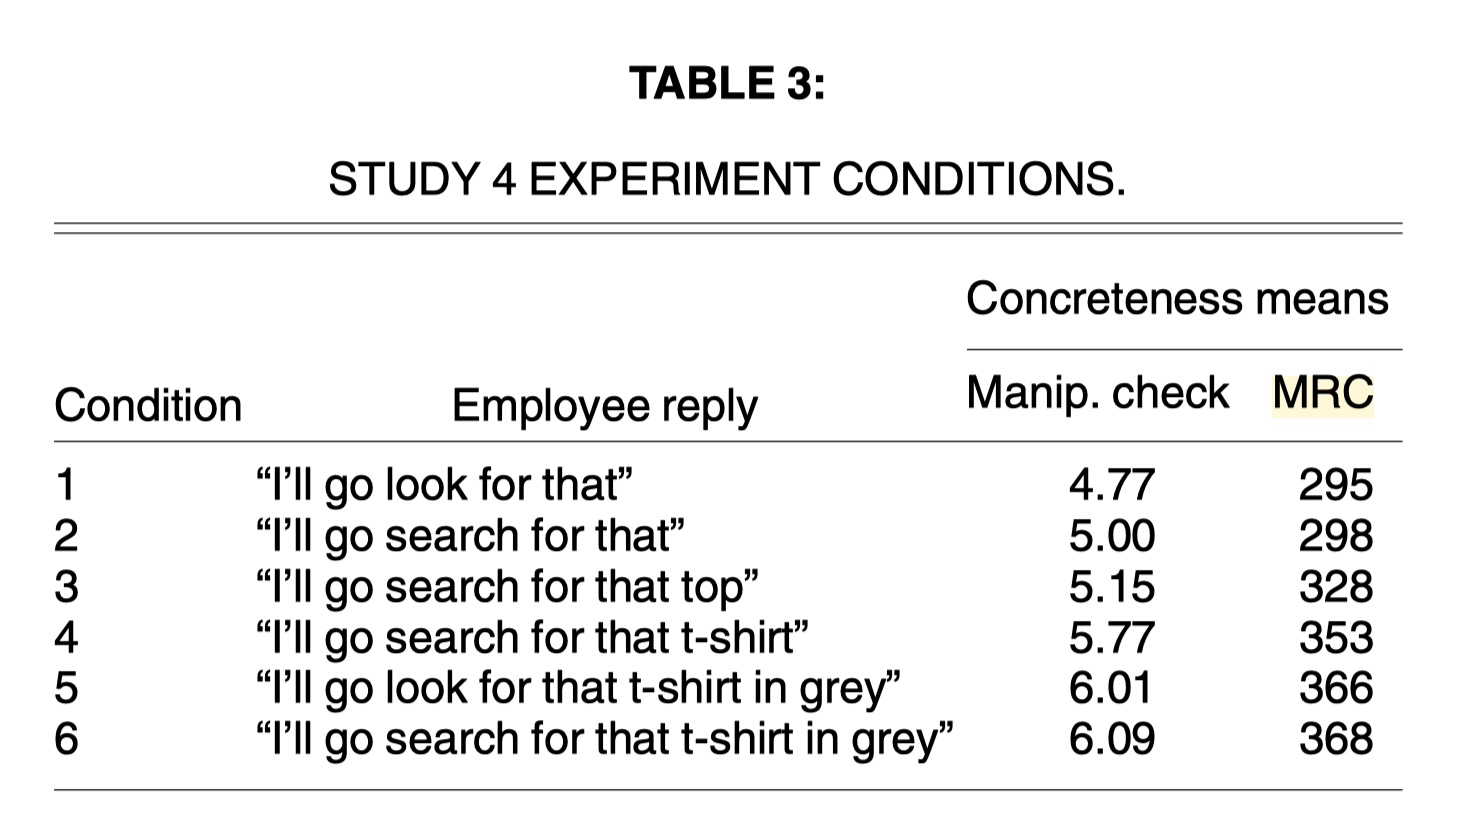 TABLE 3:
STUDY 4 EXPERIMENT CONDITIONS.
Concreteness means
Condition Employee reply Manip. check MRC
1 “I’ll go look for that” 4.77 295
2 “I’ll go search for that” 5.00 298
3 “I’ll go search for that top” 5.15 328
4 “I’ll go search for that t-shirt” 5.77 353
5 “I’ll go look for that t-shirt in grey” 6.01 366
6 “I’ll go search for that t-shirt in grey” 6.09 368